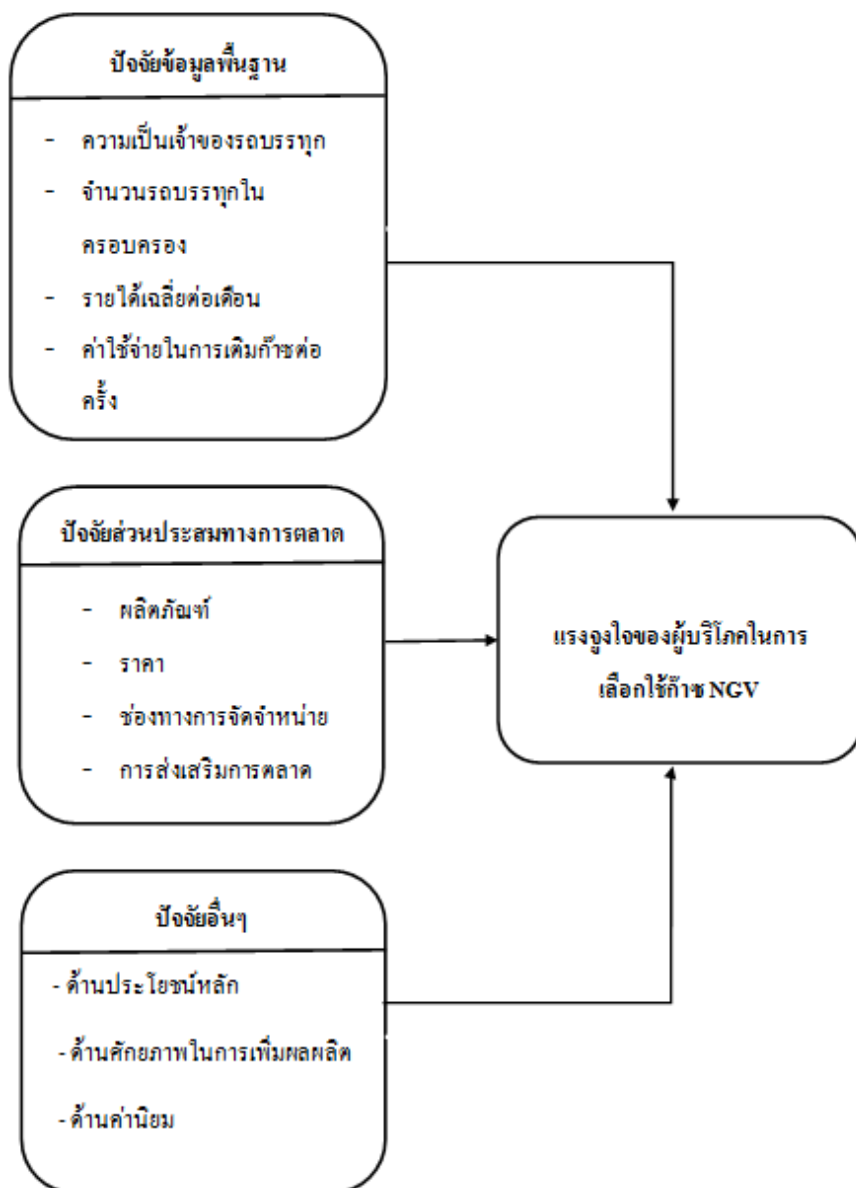 ปัจจัยข้อมูลพื้นฐาน
- ความเป็นเจ้าของรถบรรทุก
- จำนวนรถบรรทุกใน
ครอบครอง
- รายได้เฉลี่ยต่อเดือน
- ค่าใช้จ่ายในการเติมก๊าซต่อ
ครั้ง
ปัจจัยส่วนประสมทางการตลาด
- ผลิตภัณฑ์
- ราคา
- ช่องทางการจัดจำหน่าย
- การส่งเสริมการตลาด
แรงจูงใจของผู้บริโภคในการ
เลือกใช้ก๊าซ NGV
ปัจจัยอื่นๆ
- ด้านประโยชน์หลัก
- ด้านศักยภาพในการเพิ่มผลผลิต
- ด้านค่านิยม